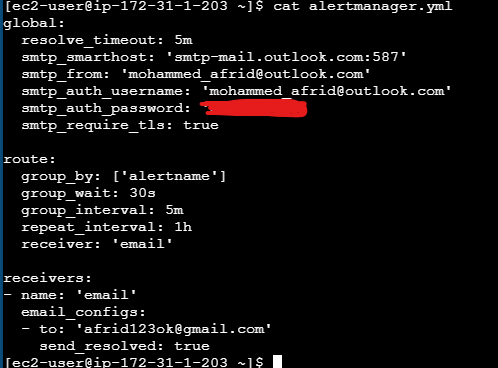 [ec2-user@ip-172-31-1-203 ~]$ cat alertmanager.yml
global:
  resolve_timeout: 5m
  smtp_smarthost: 'smtp-mail.outlook.com:587'
  smtp_from: 'mohammed_afrid@outlook.com'
  smtp_auth_username: 'mohammed_afrid@outlook.com'
  smtp_auth_password:
  smtp_require_tls: true

route:
  group_by: ['alertname']
  group_wait: 30s
  group_interval: 5m
  repeat_interval: 1h
  receiver: 'email'

receivers:
- name: 'email'
  email_configs:
  - to: 'afrid123ok@gmail.com'
    send_resolved: true
[ec2-user@ip-172-31-1-203 ~]$